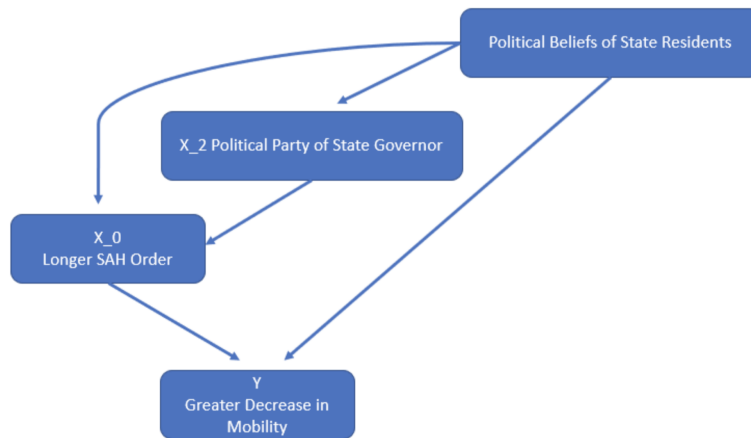 Political Beliefs of State Residents
X_2 Political Party of State Governor
X_0
Longer SAH Order
Y
Greater Decrease in
Mobility